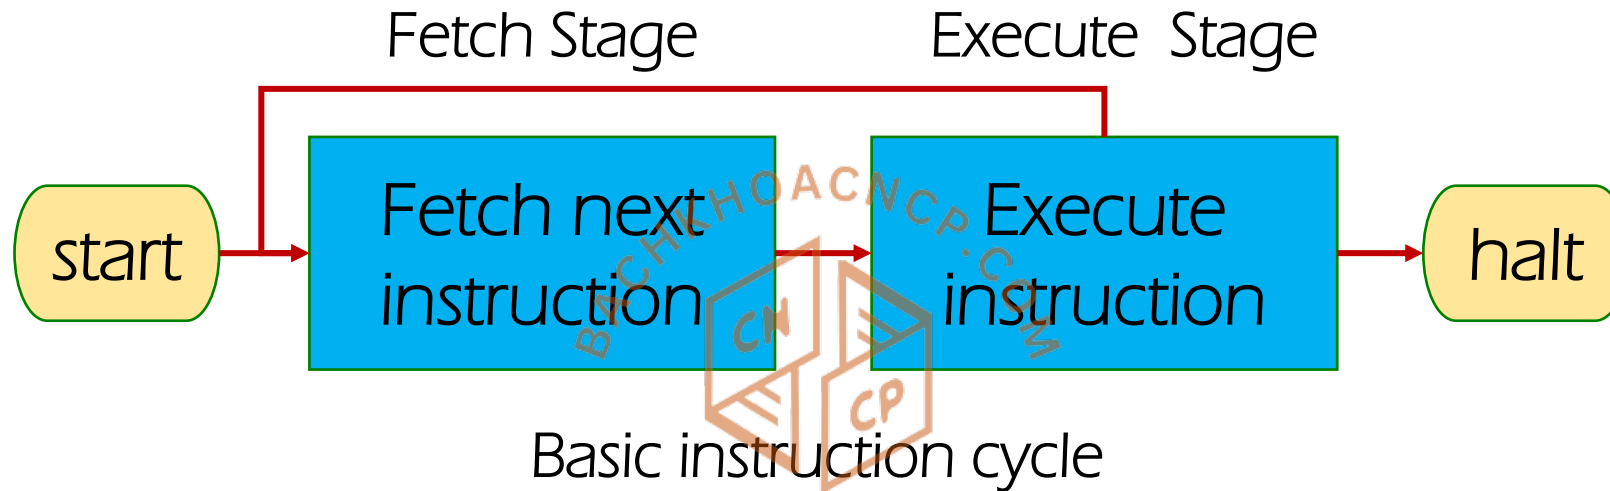 Fetch Stage
Execute Stage
start
Fetch next
instruction
Execute
instruction
halt
BACHKHOACNCP.COM
CN
CP
Basic instruction cycle